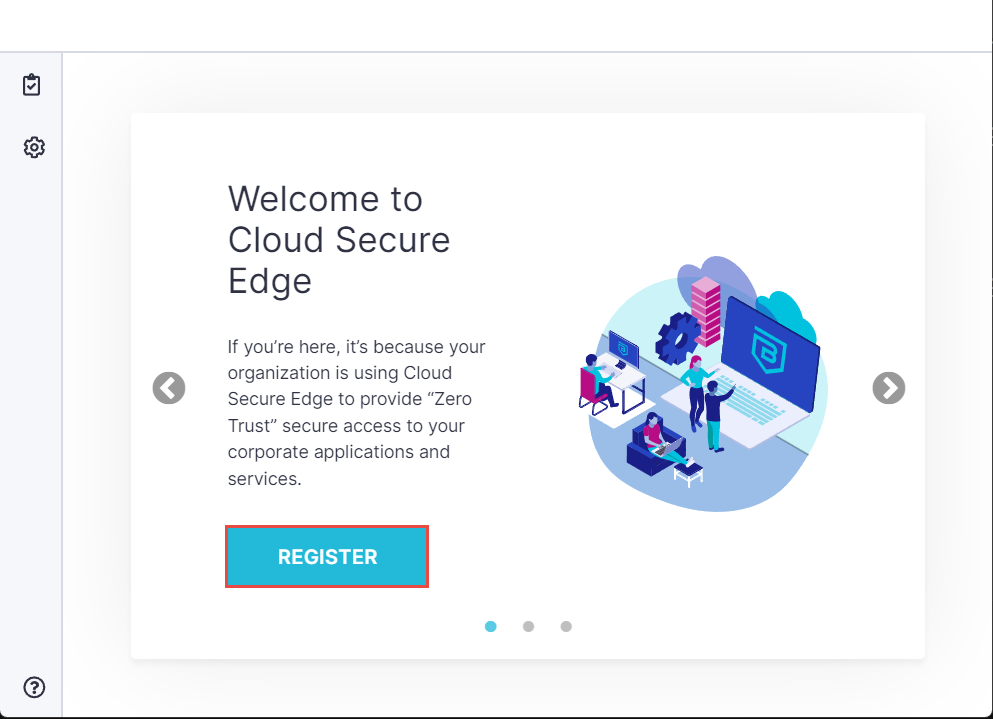 Welcome to
Cloud Secure
Edge
If you’re here, it’s because your
organization is using Cloud
Secure Edge to provide “Zero
Trust” secure access to your
corporate applications and
services.
REGISTER